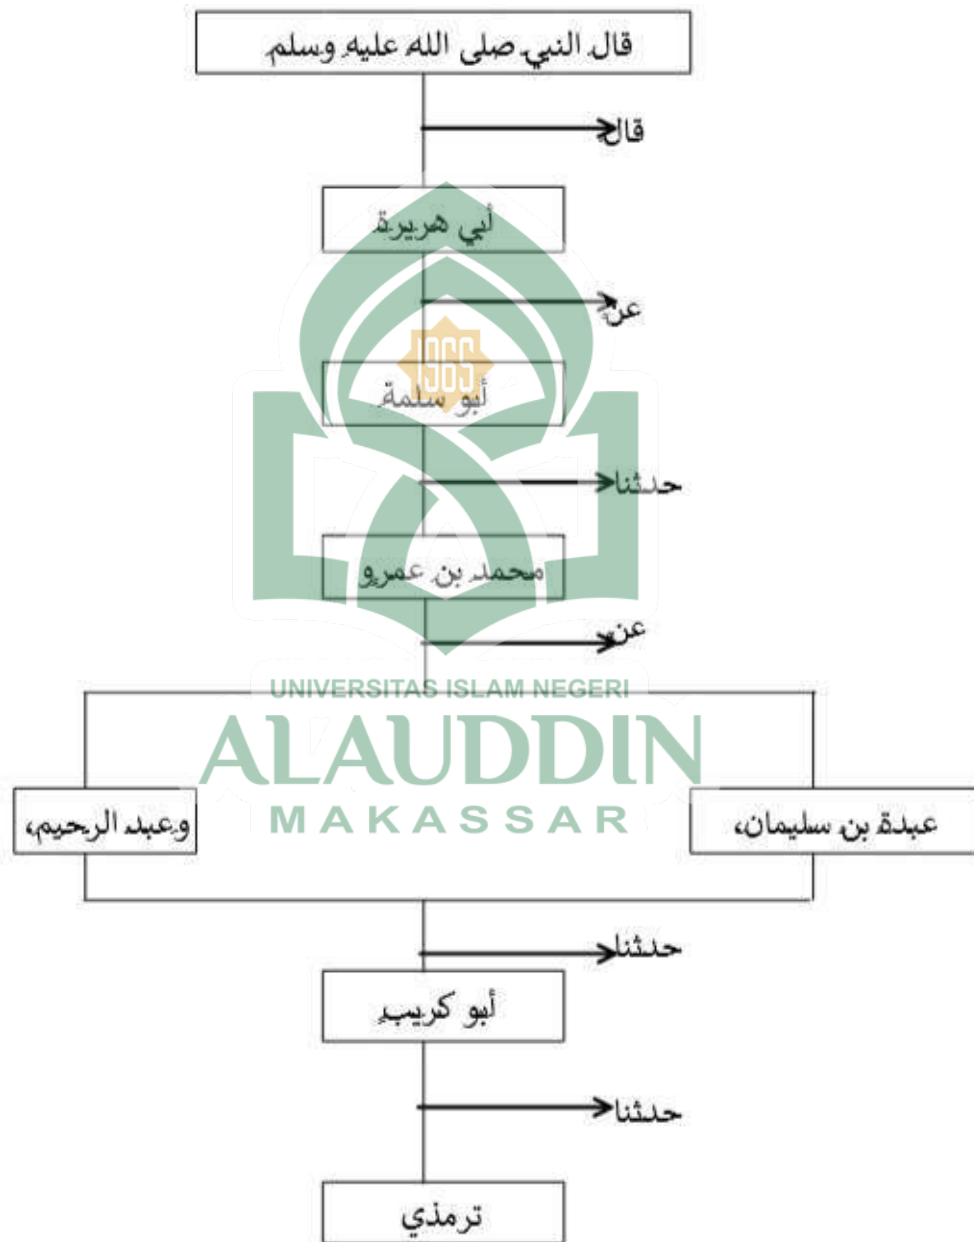 قال النبي صلى الله عليه وسلم
قال
أبي هريرة
عن
1965
أبو سلمة
حدثنا
محمد بن عمرو
عن
UNIVERSITAS ISLAM NEGERI
ALAUDDIN
MAKASSAR
عبدة بن سليمان،
وعبد الرحيم،
حدثنا
أبو كريب
حدثنا
ترمذي